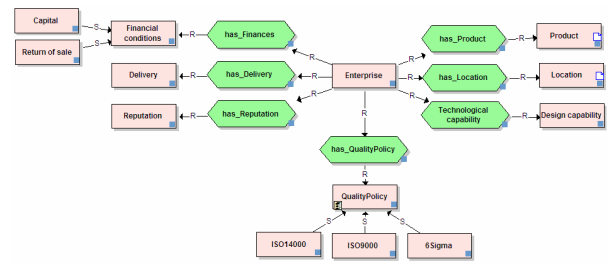 Capital
S
Return of sale
S
Financial
conditions
R
has_Finances
R
has_Product
R
Product
R
Delivery
R
has_Delivery
R
Enterprise
R
has_Location
R
Location
Reputation
R
has_Reputation
R
R
Technological
capability
R
Design capability
R
has_QualityPolicy
R
QualityPolicy
S
S
S
ISO14000
ISO9000
6Sigma